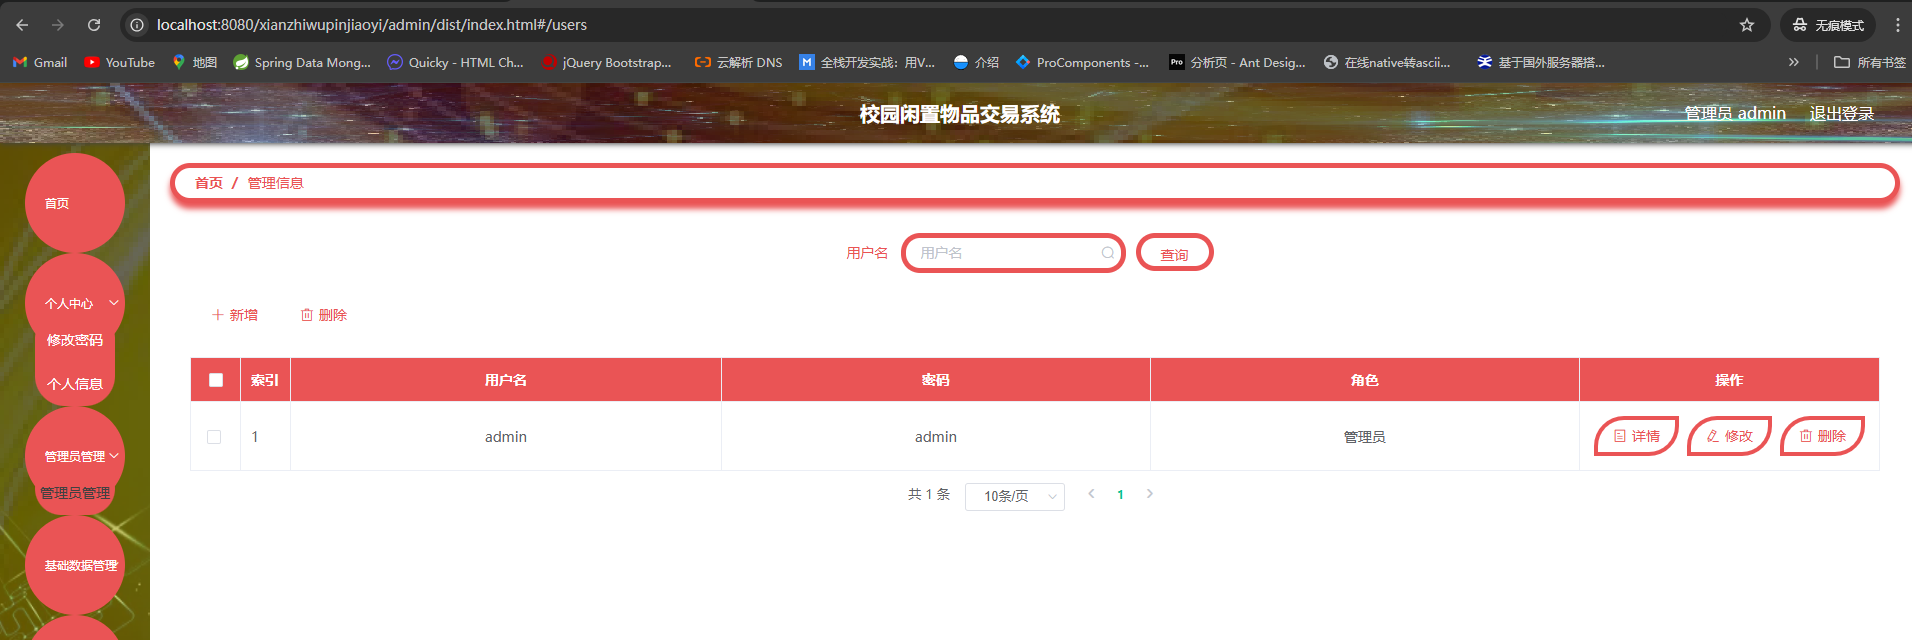 localhost:8080/xianzhiwupinjiaoyi/admin/dist/index.html#/users
无痕模式
Gmail YouTube 地图 Spring Data Mong... Quicky - HTML Ch... jQuery Bootstrap... 云解析 DNS M 全栈开发实战：用V... 介绍 ProComponents -... Pro 分析页 - Ant Desig... 在线native转ascii... 基于国外服务器搭... » 所有书签
校园闲置物品交易系统
管理员 admin 退出登录
首页
个人中心
修改密码
个人信息
管理员管理
管理员管理
基础数据管理
首页 / 管理信息
用户名 用户名 查询
新增 删除
索引 用户名 密码 角色 操作
1 admin admin 管理员 详情 修改 删除
共 1 条 10条/页 1